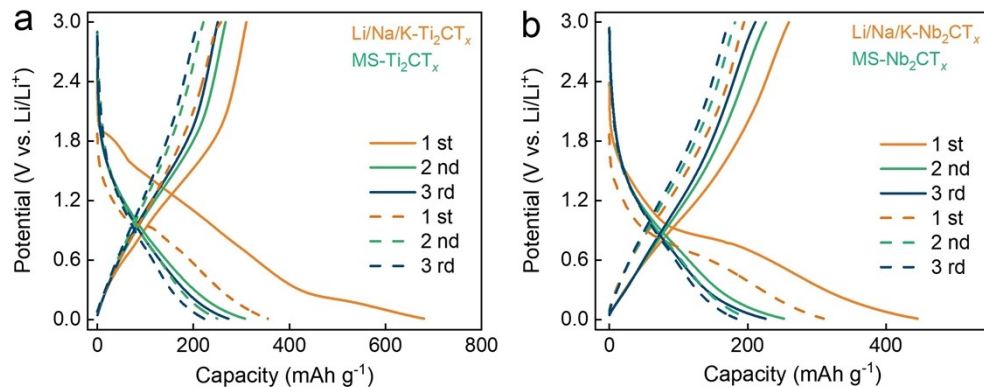 a
Li/Na/K-Ti₂CTₓ
MS-Ti₂CTₓ
Potential (V vs. Li/Li⁺)
3.0
2.4
1.8
1.2
0.6
0.0
1 st
2 nd
3 rd
1 st
2 nd
3 rd
0 200 400 600 800
Capacity (mAh g⁻¹)
b
Li/Na/K-Nb₂CTₓ
MS-Nb₂CTₓ
Potential (V vs. Li/Li⁺)
3.0
2.4
1.8
1.2
0.6
0.0
1 st
2 nd
3 rd
1 st
2 nd
3 rd
0 200 400
Capacity (mAh g⁻¹)